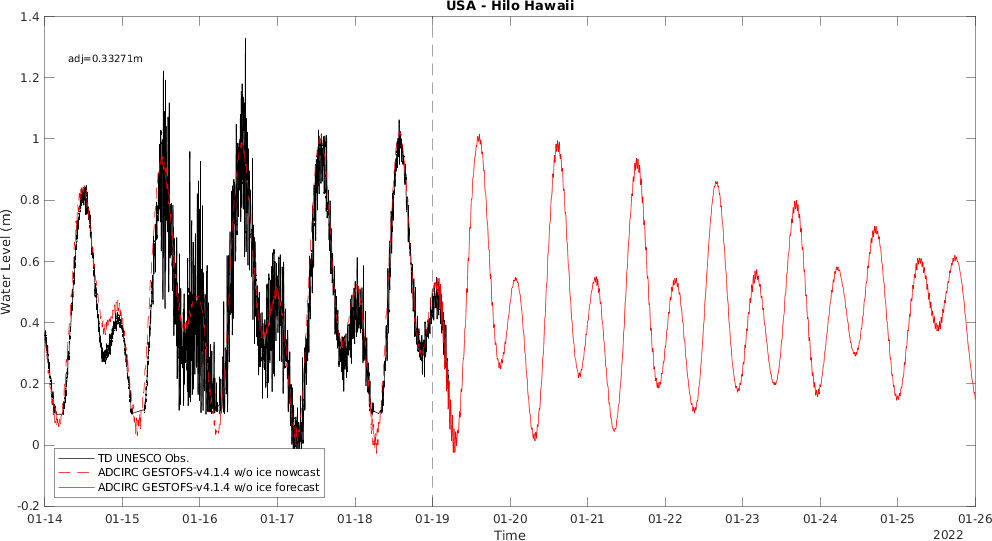 USA - Hilo Hawaii
1.4
adj=0.33271m
1.2
1
0.8
0.6
0.4
0.2
0
-0.2
Water Level (m)
TD UNESCO Obs.
ADCIRC GESTOFS-v4.1.4 w/o ice nowcast
ADCIRC GESTOFS-v4.1.4 w/o ice forecast
01-14 01-15 01-16 01-17 01-18 01-19 01-20 01-21 01-22 01-23 01-24 01-25 01-26
Time
2022